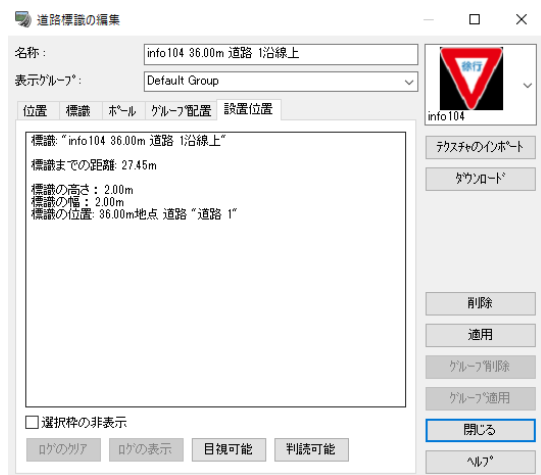 道路標識の編集
名称 :
info104 36.00m 道路 1沿線上
表示ｸﾞﾙｰﾌﾟ:
Default Group
徐行
info104
位置 標識 ﾎﾟｰﾙ ｸﾞﾙｰﾌﾟ配置 設置位置
標識: "info104 36.00m 道路 1沿線上"
標識までの距離: 27.45m
標識の高さ : 2.00m
標識の幅 : 2.00m
標識の位置: 36.00m地点 道路 "道路 1"
ﾃｸｽﾁｬのｲﾝﾎﾟｰﾄ
ﾀﾞｳﾝﾛｰﾄﾞ
削除
適用
ｸﾞﾙｰﾌﾟ削除
ｸﾞﾙｰﾌﾟ適用
閉じる
ﾍﾙﾌﾟ
選択枠の非表示
ﾛｸﾞのｸﾘｱ ﾛｸﾞの表示 目視可能 判読可能